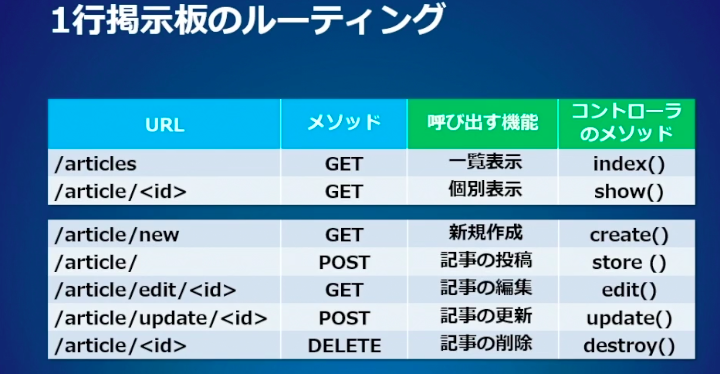 1行掲示板のルーティング
URL メソッド 呼び出す機能 コントローラのメソッド
/articles GET 一覧表示 index()
/article/<id> GET 個別表示 show()
/article/new GET 新規作成 create()
/article/ POST 記事の投稿 store ()
/article/edit/<id> GET 記事の編集 edit()
/article/update/<id> POST 記事の更新 update()
/article/<id> DELETE 記事の削除 destroy()